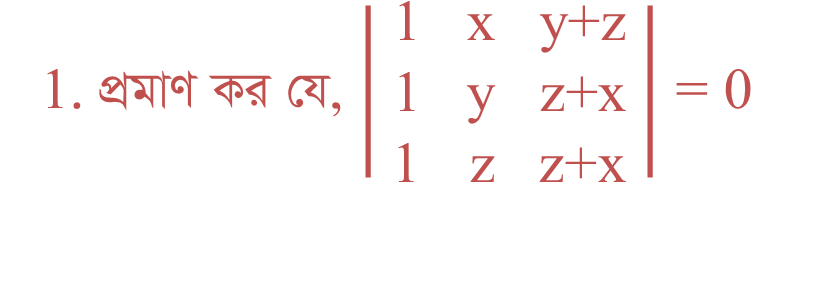 1 x y+z
1. প্রমাণ কর যে, 1 y z+x = 0
1 z z+x